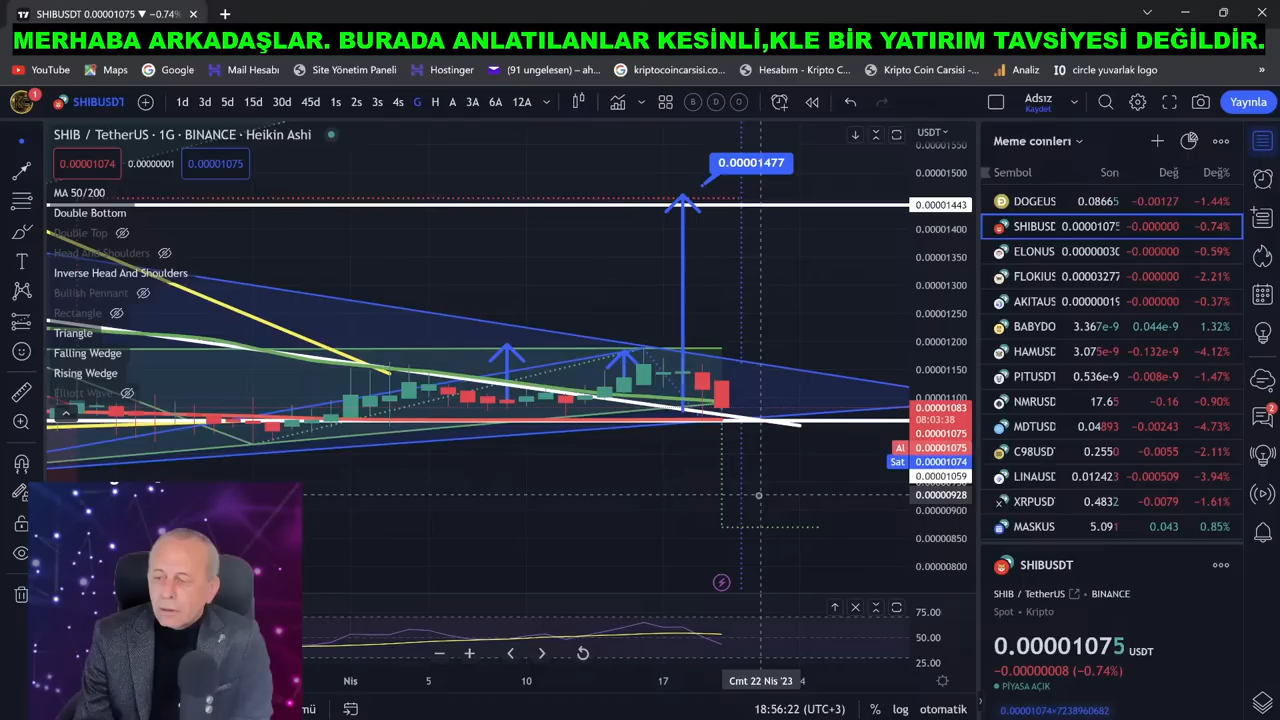 SHIBUSDT 0.00001075 ▼ −0.74%
MERHABA ARKADAŞLAR. BURADA ANLATILANLAR KESİNLİ,KLE BİR YATIRIM TAVSİYESİ DEĞİLDİR.
YouTube Maps Google Mail Hesabı Site Yönetim Paneli Hostinger (91 ungelesen) – ah... kriptocoincarsisi.co... Hesabım - Kripto C... Kripto Coin Carsisi -... Analiz IO circle yuvarlak logo
1 SHIBUSDT 1d 3d 5d 15d 30d 45d 1s 2s 3s 4s G H A 3A 6A 12A B D O Adsız Kaydet Yayınla
SHIB / TetherUS · 1G · BINANCE · Heikin Ashi
USDT
0.00001074 0.00000001 0.00001075
MA 50/200
Double Bottom
Double Top
Head And Shoulders
Inverse Head And Shoulders
Bullish Pennant
Rectangle
Triangle
Falling Wedge
Rising Wedge
Elliott Wave
0.00001477
0.00001550
0.00001500
0.00001443
0.00001400
0.00001350
0.00001300
0.00001250
0.00001200
0.00001150
0.00001100
0.00001083
08:03:38
0.00001075
Al 0.00001075
Sat 0.00001074
0.00001059
0.00000928
0.00000900
0.00000850
0.00000800
75.00
50.00
25.00
Nis 5 10 17 Cmt 22 Nis '23 4
18:56:22 (UTC+3) % log otomatik
Meme coınlerı
Sembol Son Değ Değ%
DOGEUS 0.08665 −0.00127 −1.44%
SHIBUSD 0.00001075 −0.000000 −0.74%
ELONUS 0.00000030 −0.000000 −0.59%
FLOKIUS 0.00003277 −0.000000 −2.21%
AKITAUS 0.00000019 −0.000000 −0.37%
BABYDO 3.367e-9 0.044e-9 1.32%
HAMUSD 3.075e-9 −0.132e-9 −4.12%
PITUSDT 0.536e-9 −0.008e-9 −1.47%
NMRUSD 17.65 −0.16 −0.90%
MDTUSD 0.04893 −0.00243 −4.73%
C98USD 0.2550 −0.0055 −2.11%
LINAUSD 0.012423 −0.000509 −3.94%
XRPUSD 0.4832 −0.0079 −1.61%
MASKUS 5.091 0.043 0.85%
2
SHIBUSDT
SHIB / TetherUS BINANCE
Spot • Kripto
0.00001075 USDT
−0.00000008 (−0.74%)
PİYASA AÇIK
0.00001074×7238960682